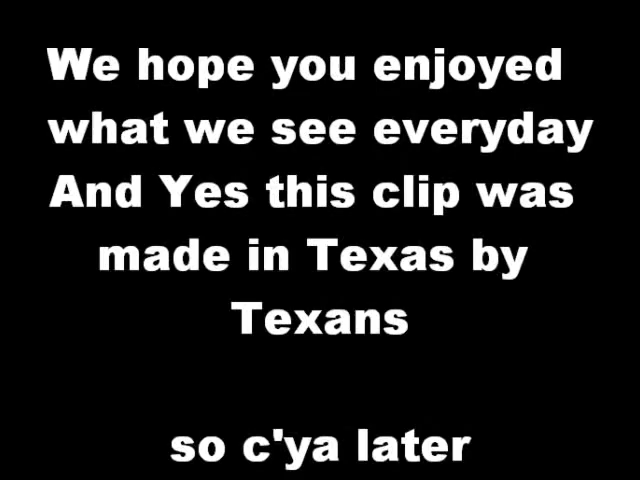 We hope you enjoyed
what we see everyday
And Yes this clip was
made in Texas by
Texans
so c'ya later